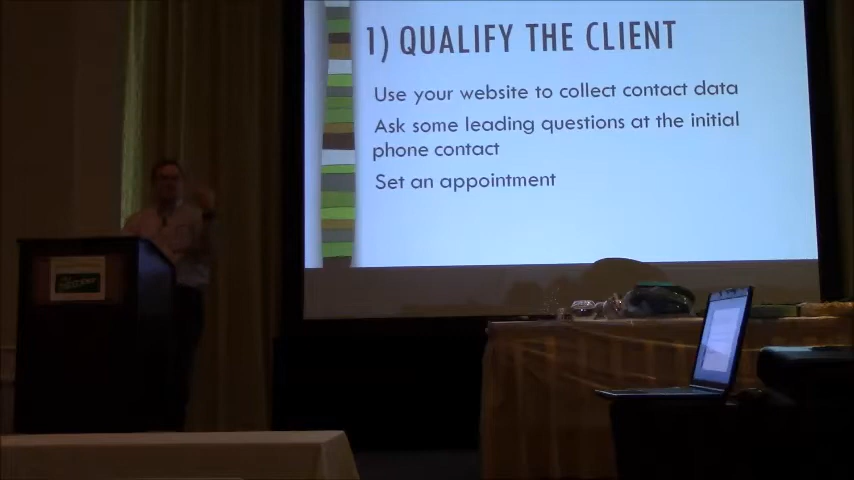 1) QUALIFY THE CLIENT
Use your website to collect contact data
Ask some leading questions at the initial
phone contact
Set an appointment